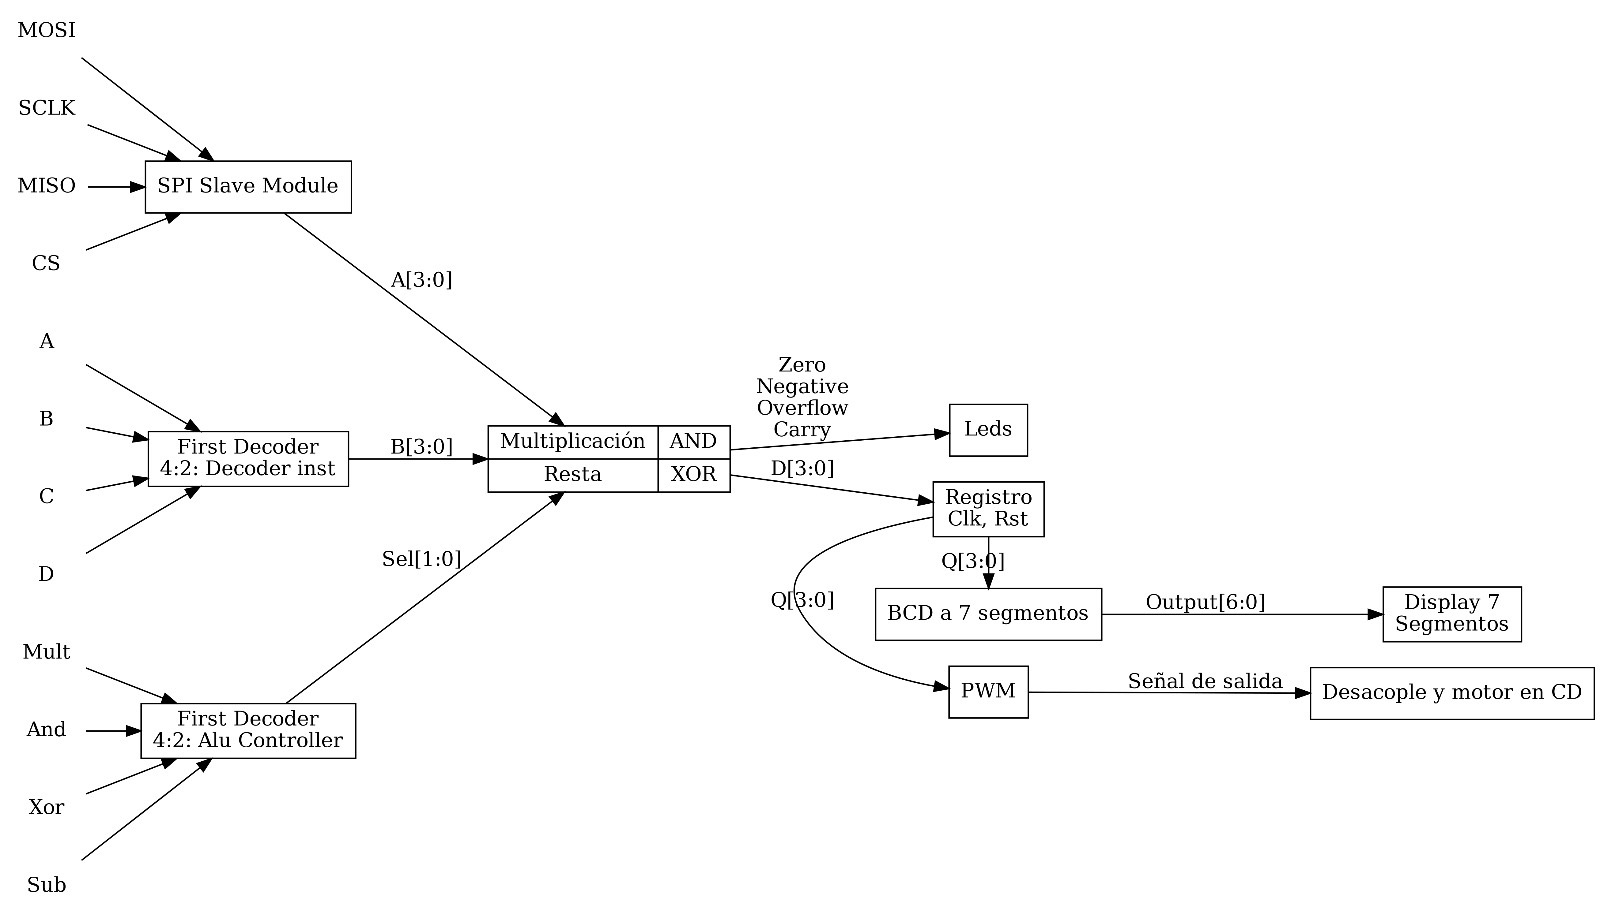 MOSI
SCLK
MISO
CS
SPI Slave Module
A[3:0]
A
B
C
D
First Decoder
4:2: Decoder inst
B[3:0]
Mult
And
Xor
Sub
First Decoder
4:2: Alu Controller
Sel[1:0]
Multiplicación
AND
Resta
XOR
Zero
Negative
Overflow
Carry
Leds
D[3:0]
Registro
Clk, Rst
Q[3:0]
Q[3:0]
BCD a 7 segmentos
Output[6:0]
Display 7
Segmentos
PWM
Señal de salida
Desacople y motor en CD